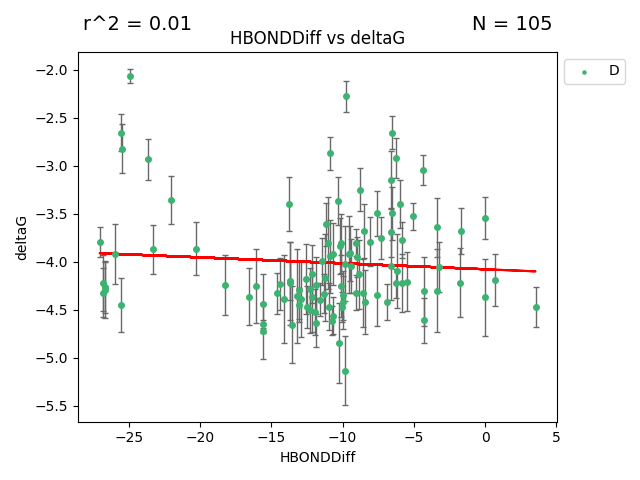 r^2 = 0.01
N = 105
HBONDDiff vs deltaG
D
−2.0
−2.5
−3.0
−3.5
−4.0
−4.5
−5.0
−5.5
deltaG
−25
−20
−15
−10
−5
0
5
HBONDDiff